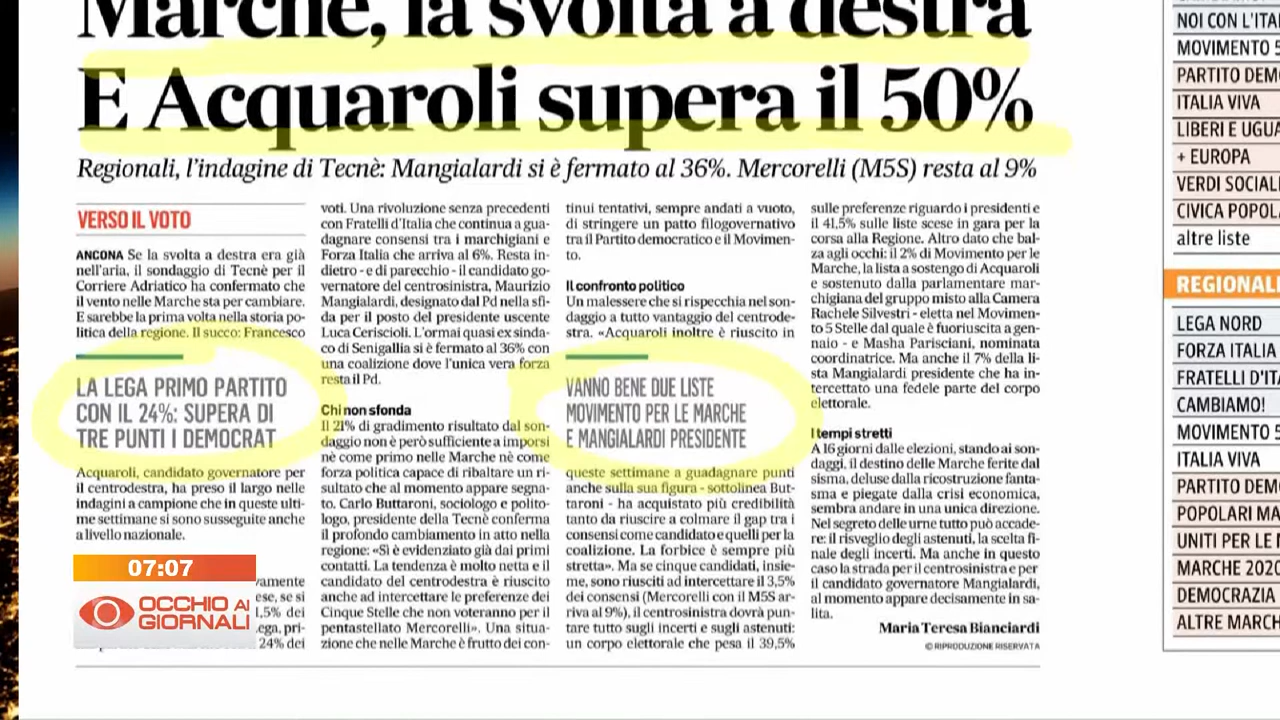 Marche, la svolta a destra
E Acquaroli supera il 50%
Regionali, l'indagine di Tecnè: Mangialardi si è fermato al 36%. Mercorelli (M5S) resta al 9%
VERSO IL VOTO
ANCONA Se la svolta a destra era già
nell'aria, il sondaggio di Tecnè per il
Corriere Adriatico ha confermato che
il vento nelle Marche sta per cambiare.
E sarebbe la prima volta nella storia po-
litica della regione. Il succo: Francesco
LA LEGA PRIMO PARTITO
CON IL 24%: SUPERA DI
TRE PUNTI I DEMOCRAT
Acquaroli, candidato governatore per
il centrodestra, ha preso il largo nelle
indagini a campione che in queste ulti-
me settimane si sono susseguite anche
a livello nazionale.
vamente
ese, se si
1,5% dei
ega, pri-
24% dei
voti. Una rivoluzione senza precedenti
con Fratelli d'Italia che continua a gua-
dagnare consensi tra i marchigiani e
Forza Italia che arriva al 6%. Resta in-
dietro - e di parecchio - il candidato go-
vernatore del centrosinistra, Maurizio
Mangialardi, designato dal Pd nella sfi-
da per il posto del presidente uscente
Luca Ceriscioli. L'ormai quasi ex sinda-
co di Senigallia si è fermato al 36% con
una coalizione dove l'unica vera forza
resta il Pd.
Chi non sfonda
Il 21% di gradimento risultato dal son-
daggio non è però sufficiente a imporsi
nè come primo nelle Marche nè come
forza politica capace di ribaltare un ri-
sultato che al momento appare segna-
to. Carlo Buttaroni, sociologo e polito-
logo, presidente della Tecnè conferma
il profondo cambiamento in atto nella
regione: «Si è evidenziato già dai primi
contatti. La tendenza è molto netta e il
candidato del centrodestra è riuscito
anche ad intercettare le preferenze dei
Cinque Stelle che non voteranno per il
pentastellato Mercorelli». Una situa-
zione che nelle Marche è frutto dei con-
tinui tentativi, sempre andati a vuoto,
di stringere un patto filogovernativo
tra il Partito democratico e il Movimen-
to.
Il confronto politico
Un malessere che si rispecchia nel son-
daggio a tutto vantaggio del centrode-
stra. «Acquaroli inoltre è riuscito in
VANNO BENE DUE LISTE
MOVIMENTO PER LE MARCHE
E MANGIALARDI PRESIDENTE
queste settimane a guadagnare punti
anche sulla sua figura - sottolinea But-
taroni - ha acquistato più credibilità
tanto da riuscire a colmare il gap tra i
consensi come candidato e quelli per la
coalizione. La forbice è sempre più
stretta». Ma se cinque candidati, insie-
me, sono riusciti ad intercettare il 3,5%
dei consensi (Mercorelli con il M5S ar-
riva al 9%), il centrosinistra dovrà pun-
tare tutto sugli incerti e sugli astenuti:
un corpo elettorale che pesa il 39,5%
sulle preferenze riguardo i presidenti e
il 41,5% sulle liste scese in gara per la
corsa alla Regione. Altro dato che bal-
za agli occhi: il 2% di Movimento per le
Marche, la lista a sostengo di Acquaroli
e sostenuto dalla parlamentare mar-
chigiana del gruppo misto alla Camera
Rachele Silvestri - eletta nel Movimen-
to 5 Stelle dal quale è fuoriuscita a gen-
naio - e Masha Parisciani, nominata
coordinatrice. Ma anche il 7% della li-
sta Mangialardi presidente che ha in-
tercettato una fedele parte del corpo
elettorale.
I tempi stretti
A 16 giorni dalle elezioni, stando ai son-
daggi, il destino delle Marche ferite dal
sisma, deluse dalla ricostruzione fanta-
sma e piegate dalla crisi economica,
sembra andare in una unica direzione.
Nel segreto delle urne tutto può accade-
re: il risveglio degli astenuti, la scelta fi-
nale degli incerti. Ma anche in questo
caso la strada per il centrosinistra e per
il candidato governatore Mangialardi,
al momento appare decisamente in sa-
lita.
Maria Teresa Bianciardi
© RIPRODUZIONE RISERVATA
NOI CON L'ITA
MOVIMENTO 5
PARTITO DEMO
ITALIA VIVA
LIBERI E UGUA
+ EUROPA
VERDI SOCIALI
CIVICA POPOL
altre liste
REGIONALI
LEGA NORD
FORZA ITALIA
FRATELLI D'ITA
CAMBIAMO!
MOVIMENTO 5
ITALIA VIVA
PARTITO DEMO
POPOLARI MA
UNITI PER LE M
MARCHE 2020
DEMOCRAZIA
ALTRE MARCH
07:07
OCCHIO AI
GIORNALI